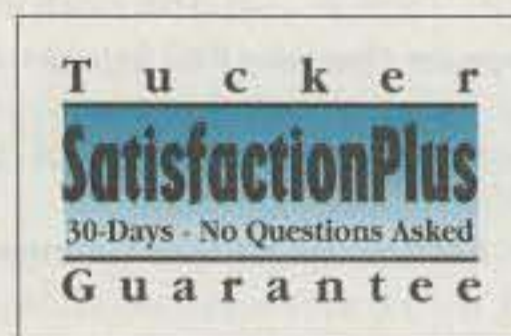 Tucker
SatisfactionPlus
30-Days - No Questions Asked
Guarantee